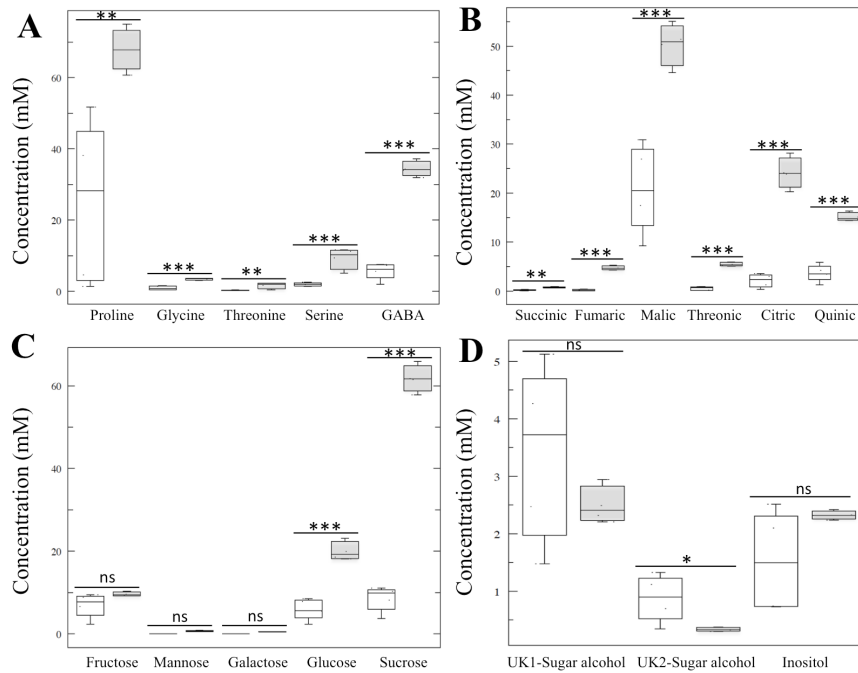 A
Concentration (mM)
60
40
20
0
**
***
**
***
***
Proline Glycine Threonine Serine GABA
B
Concentration (mM)
50
40
30
20
10
0
**
***
***
***
***
***
Succinic Fumaric Malic Threonic Citric Quinic
C
Concentration (mM)
60
40
20
0
ns
ns
ns
***
***
Fructose Mannose Galactose Glucose Sucrose
D
Concentration (mM)
5
4
3
2
1
0
ns
*
ns
UK1-Sugar alcohol UK2-Sugar alcohol Inositol